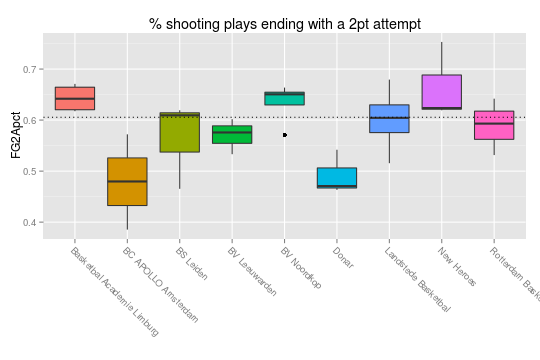 % shooting plays ending with a 2pt attempt
FG2Apct
0.7
0.6
0.5
0.4
Basketbal Academie Limburg
BC APOLLO Amsterdam
BS Leiden
BV Leeuwarden
BV Noordkop
Donar
Landstede Basketbal
New Heroes
Rotterdam Bask